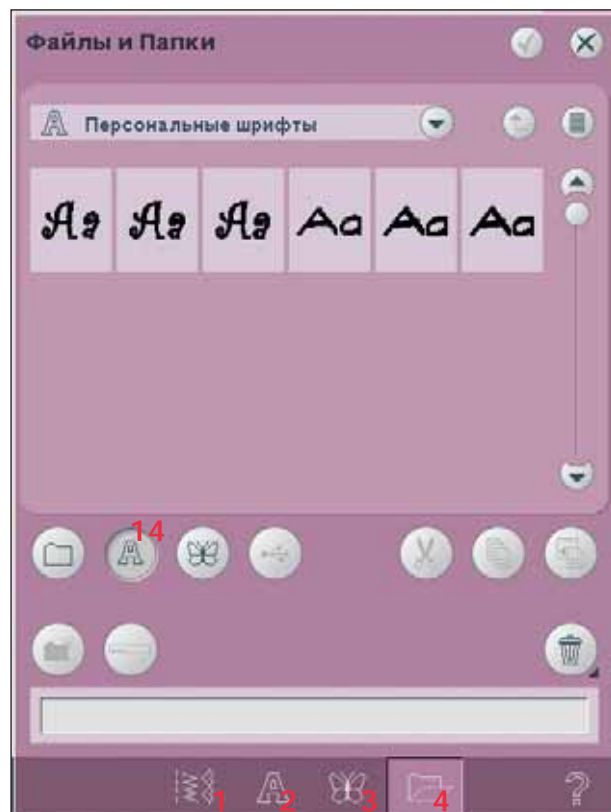 Файлы и Папки
Персональные шрифты
Aa Aa Aa Aa Aa Aa
14
1 2 3 4